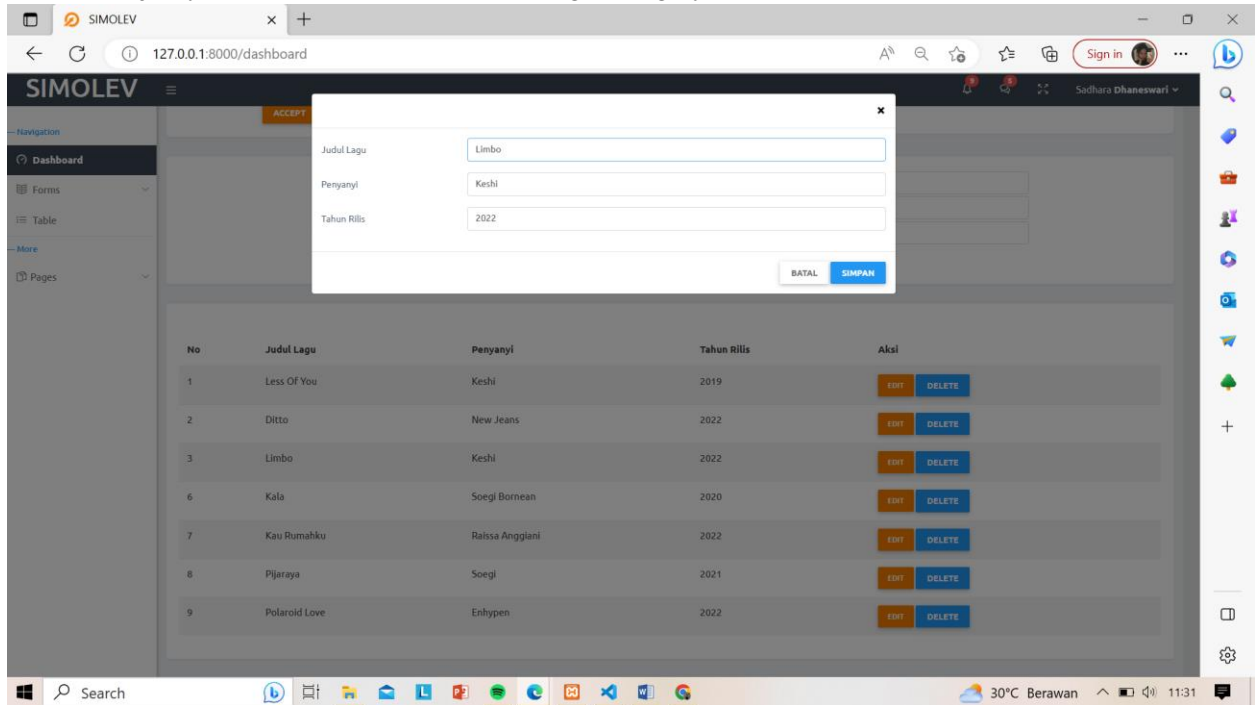 SIMOLEV
127.0.0.1:8000/dashboard
Sign in
SIMOLEV
9
5
Sadhara Dhaneswari
ACCEPT
Navigation
Dashboard
Forms
Table
More
Pages
Judul Lagu Limbo
Penyanyi Keshi
Tahun Rilis 2022
BATAL SIMPAN
No Judul Lagu Penyanyi Tahun Rilis Aksi
1 Less Of You Keshi 2019 EDIT DELETE
2 Ditto New Jeans 2022 EDIT DELETE
3 Limbo Keshi 2022 EDIT DELETE
6 Kala Soegi Bornean 2020 EDIT DELETE
7 Kau Rumahku Raissa Anggiani 2022 EDIT DELETE
8 Pijaraya Soegi 2021 EDIT DELETE
9 Polaroid Love Enhypen 2022 EDIT DELETE
Search
30°C Berawan
11:31